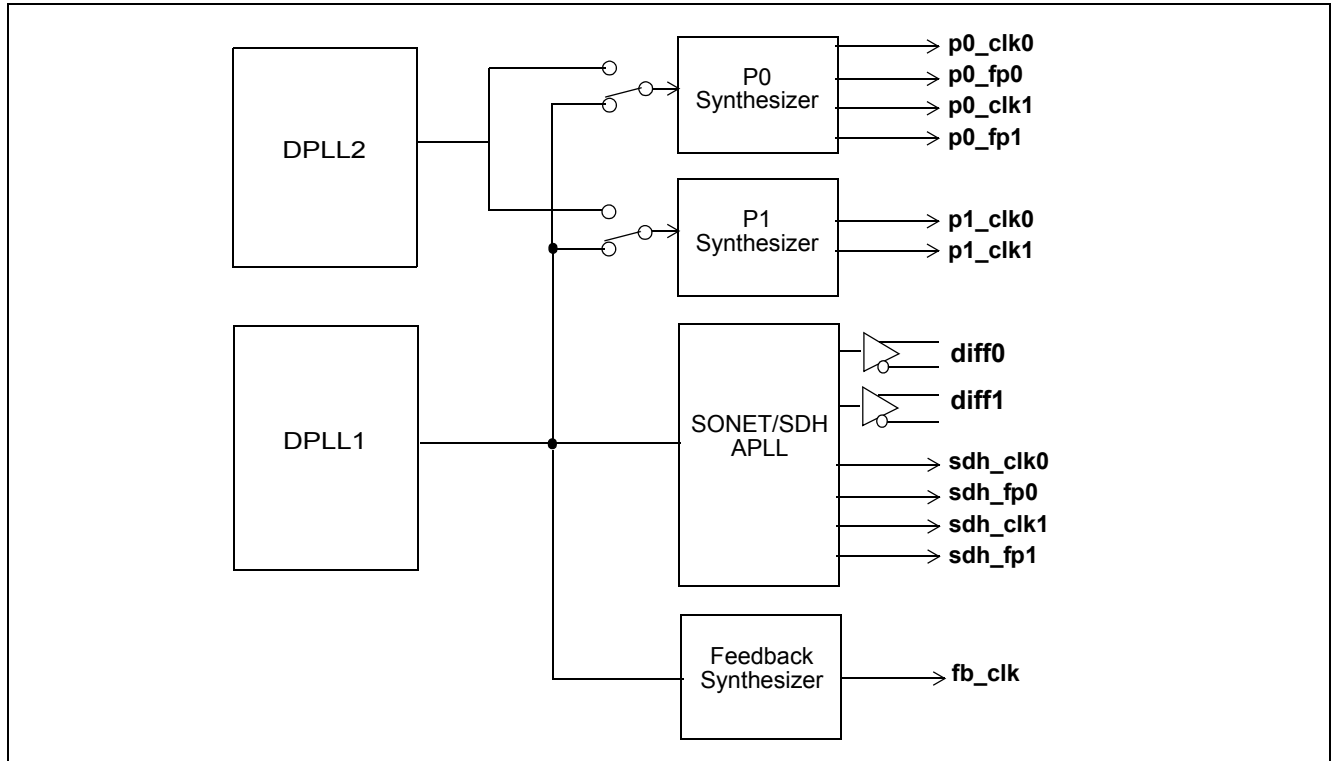 DPLL2
P0
Synthesizer
p0_clk0
p0_fp0
p0_clk1
p0_fp1
P1
Synthesizer
p1_clk0
p1_clk1
DPLL1
SONET/SDH
APLL
diff0
diff1
sdh_clk0
sdh_fp0
sdh_clk1
sdh_fp1
Feedback
Synthesizer
fb_clk